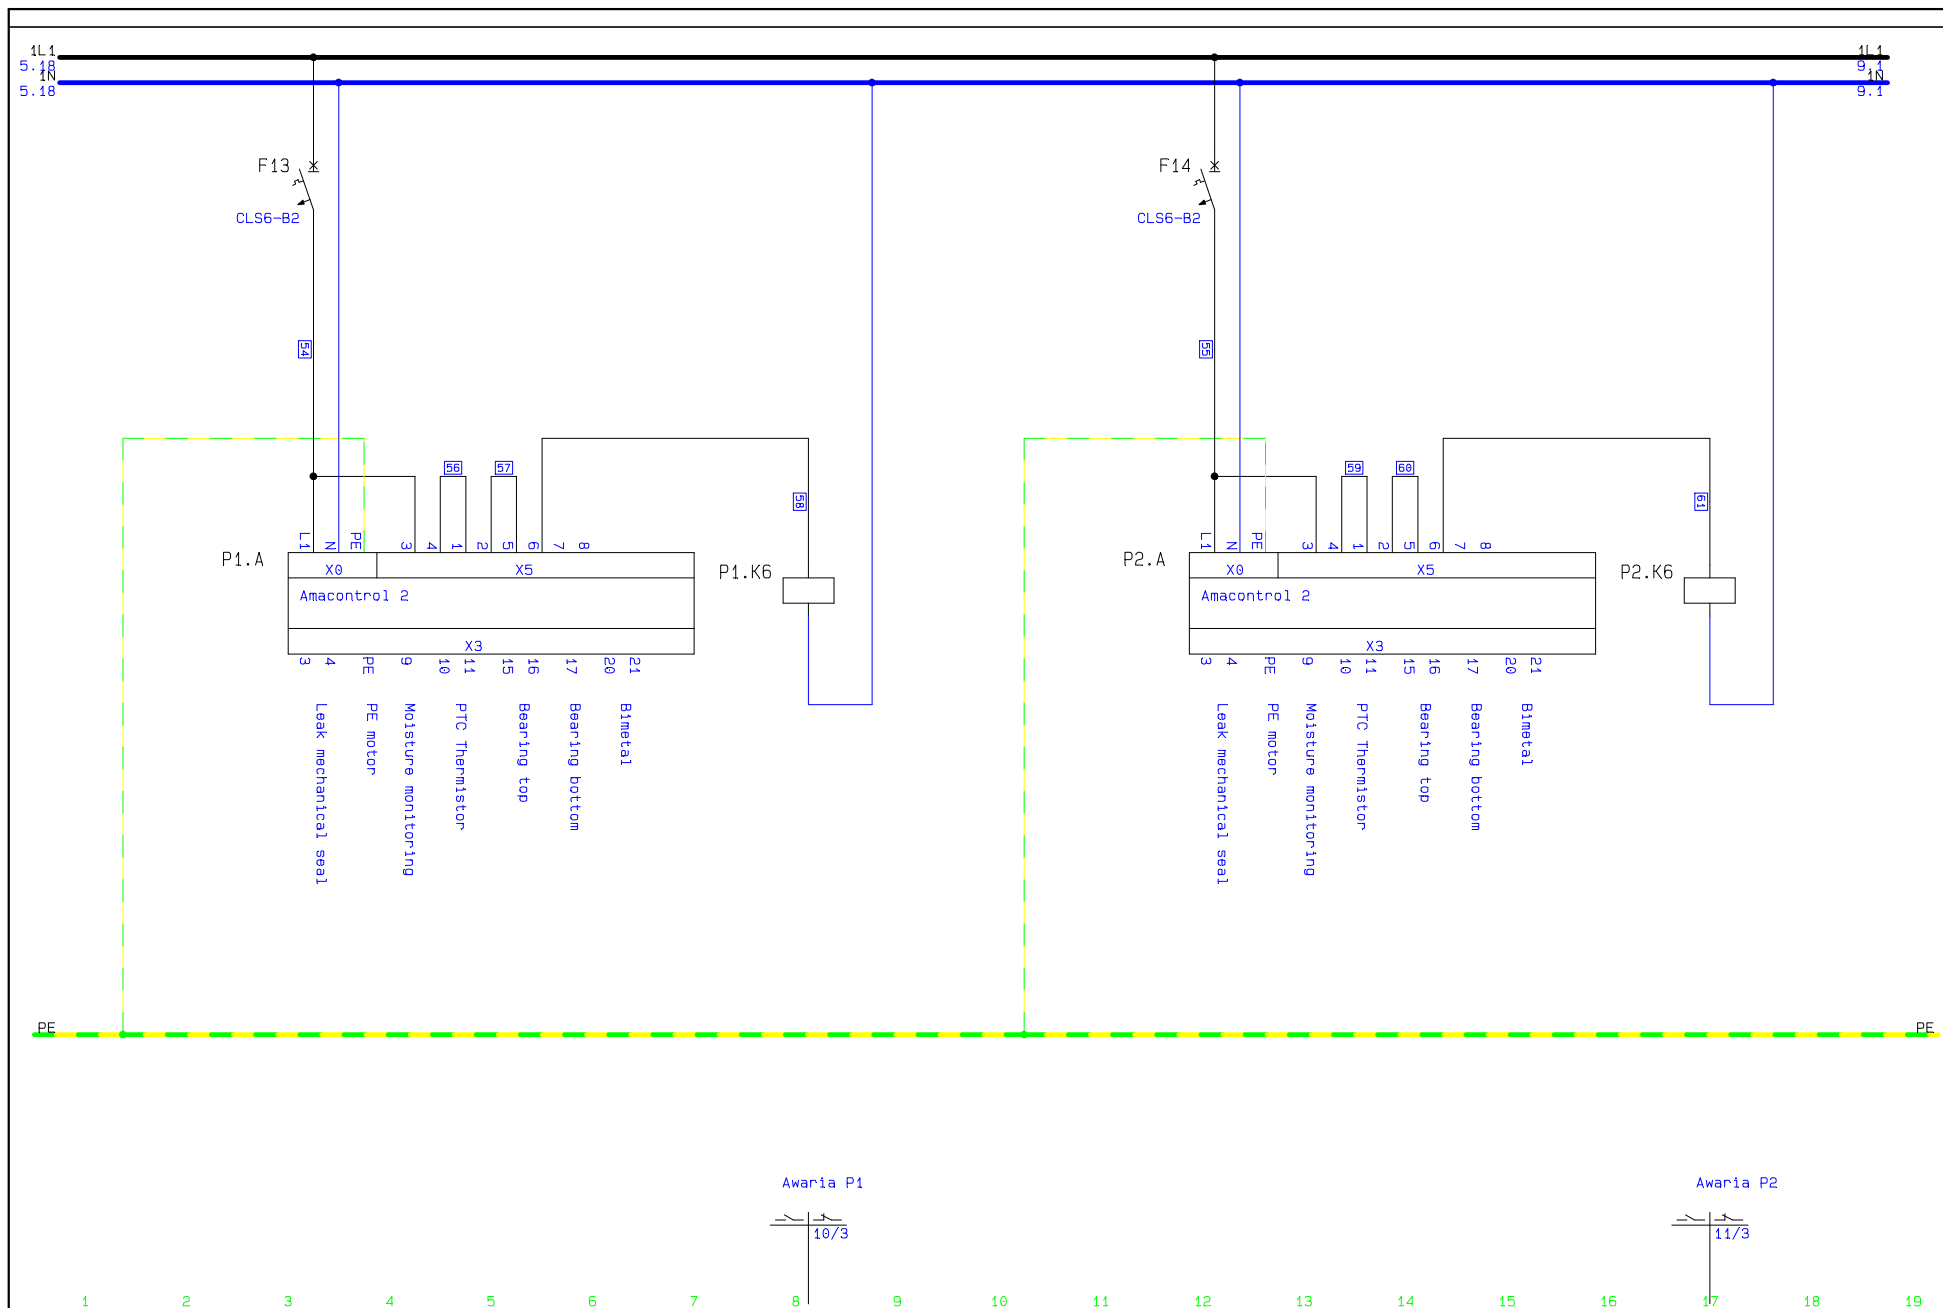 1L1
1L1
5.18
9.1
1N
1N
5.18
9.1
F13
F14
CLS6-B2
CLS6-B2
54
55
56
57
59
60
58
61
L1 N PE 3 4 1 2 5 6 7 8
L1 N PE 3 4 1 2 5 6 7 8
P1.A
P1.K6
P2.A
P2.K6
X0
X5
X0
X5
Amacontrol 2
Amacontrol 2
X3
X3
3 4 PE 9 10 11 15 16 17 20 21
3 4 PE 9 10 11 15 16 17 20 21
Leak mechanical seal
PE motor
Moisture monitoring
PTC Thermistor
Bearing top
Bearing bottom
Bimetal
Leak mechanical seal
PE motor
Moisture monitoring
PTC Thermistor
Bearing top
Bearing bottom
Bimetal
PE
PE
Awaria P1
Awaria P2
10/3
11/3
1 2 3 4 5 6 7 8 9 10 11 12 13 14 15 16 17 18 19